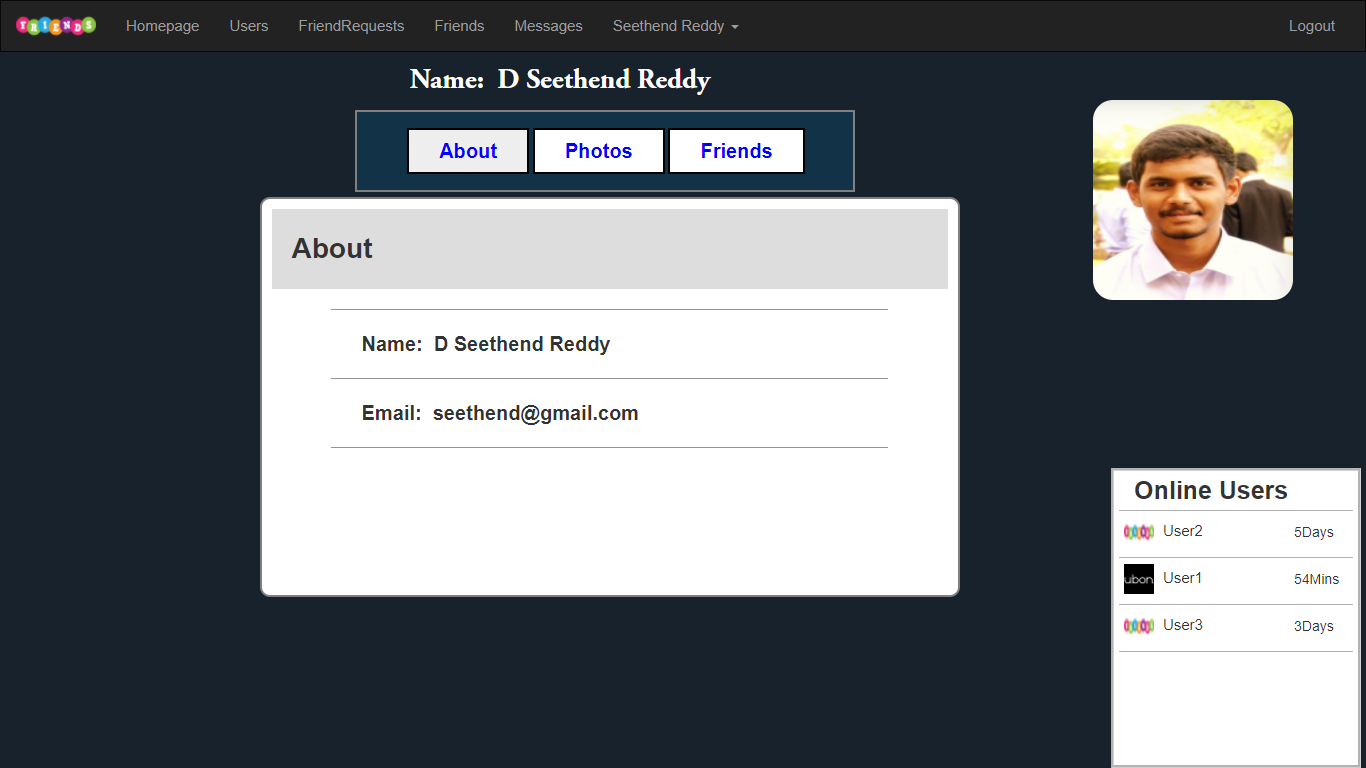 FRIENDS Homepage Users FriendRequests Friends Messages Seethend Reddy Logout
Name: D Seethend Reddy
About Photos Friends
About
Name: D Seethend Reddy
Email: seethend@gmail.com
Online Users
User2 5Days
ubon User1 54Mins
User3 3Days